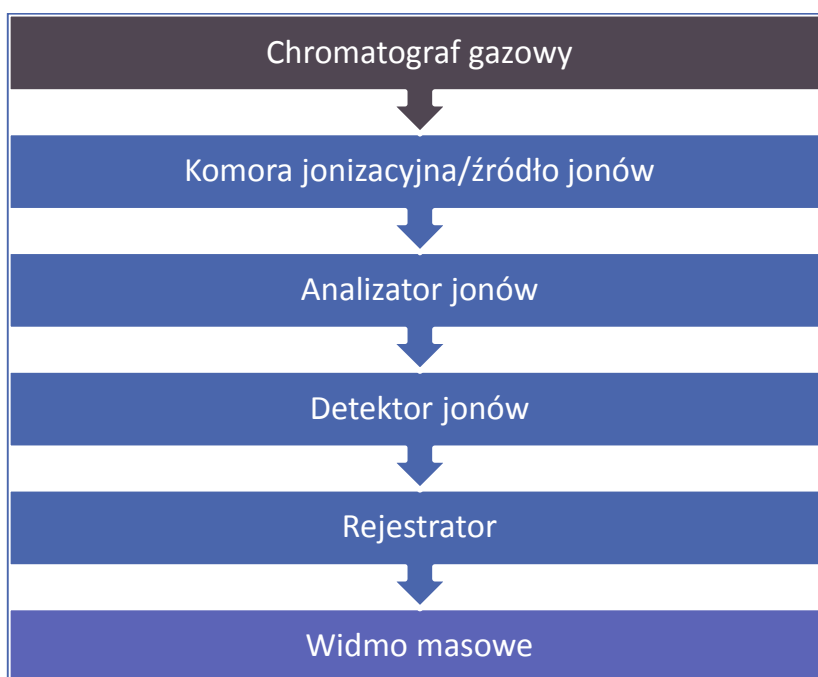 Chromatograf gazowy
Komora jonizacyjna/źródło jonów
Analizator jonów
Detektor jonów
Rejestrator
Widmo masowe